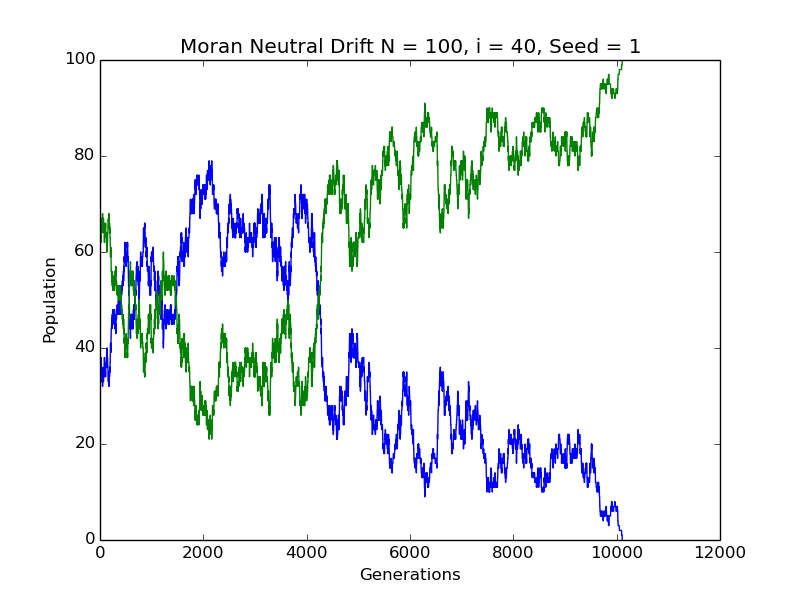 Moran Neutral Drift N = 100, i = 40, Seed = 1
100
80
60
40
20
0
Population
0 2000 4000 6000 8000 10000 12000
Generations